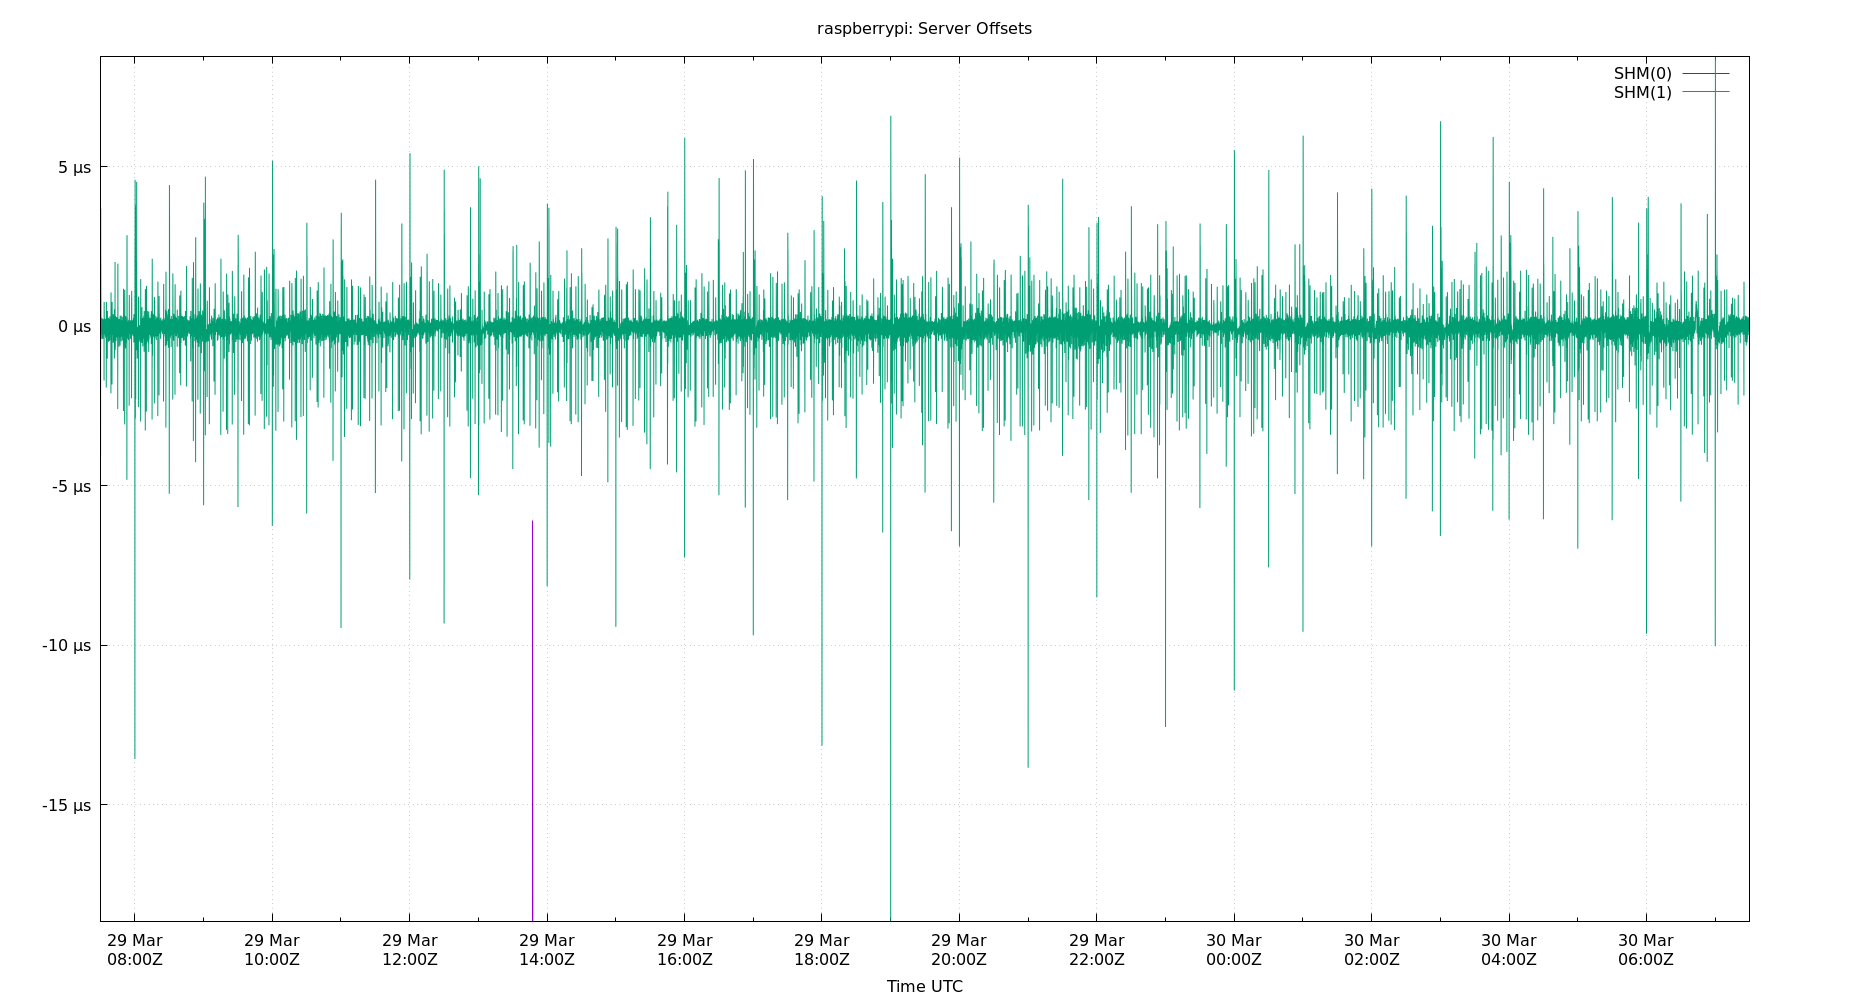 raspberrypi: Server Offsets
SHM(0)
SHM(1)
5 µs
0 µs
-5 µs
-10 µs
-15 µs
29 Mar 29 Mar 29 Mar 29 Mar 29 Mar 29 Mar 29 Mar 29 Mar 30 Mar 30 Mar 30 Mar 30 Mar
08:00Z 10:00Z 12:00Z 14:00Z 16:00Z 18:00Z 20:00Z 22:00Z 00:00Z 02:00Z 04:00Z 06:00Z
Time UTC